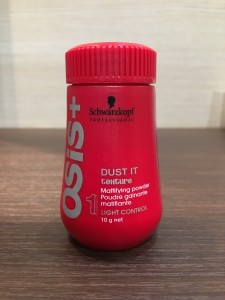 Schwarzkopf
PROFESSIONAL
OSiS+
DUST IT
texture
Mattifying powder
Poudre gainante
matifiante
1
LIGHT CONTROL
10 g net